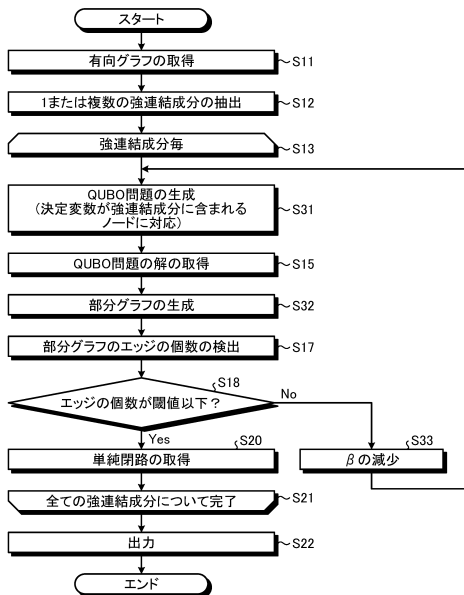 スタート
有向グラフの取得
S11
1または複数の強連結成分の抽出
S12
強連結成分毎
S13
QUBO問題の生成
(決定変数が強連結成分に含まれる
ノードに対応)
S31
QUBO問題の解の取得
S15
部分グラフの生成
S32
部分グラフのエッジの個数の検出
S17
S18
エッジの個数が閾値以下?
No
Yes
S20
単純閉路の取得
S33
βの減少
全ての強連結成分について完了
S21
出力
S22
エンド